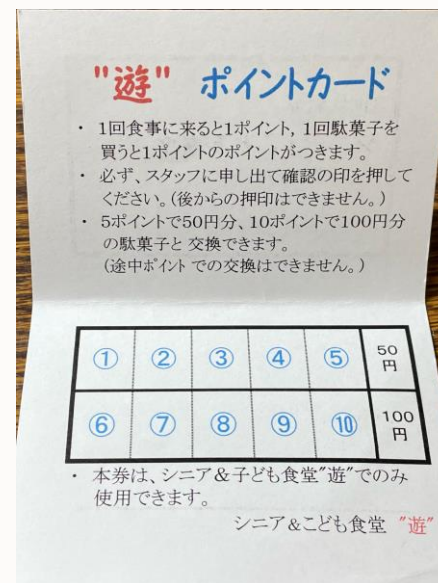 "遊" ポイントカード
・ 1回食事に来ると1ポイント, 1回駄菓子を
買うと1ポイントのポイントがつきます。
・ 必ず、スタッフに申し出て確認の印を押して
ください。(後からの押印はできません。)
・ 5ポイントで50円分、10ポイントで100円分
の駄菓子と 交換できます。
(途中ポイント での交換はできません。)
① ② ③ ④ ⑤ 50
円
⑥ ⑦ ⑧ ⑨ ⑩ 100
円
・ 本券は、シニア&子ども食堂"遊"でのみ
使用できます。
シニア&こども食堂 "遊"